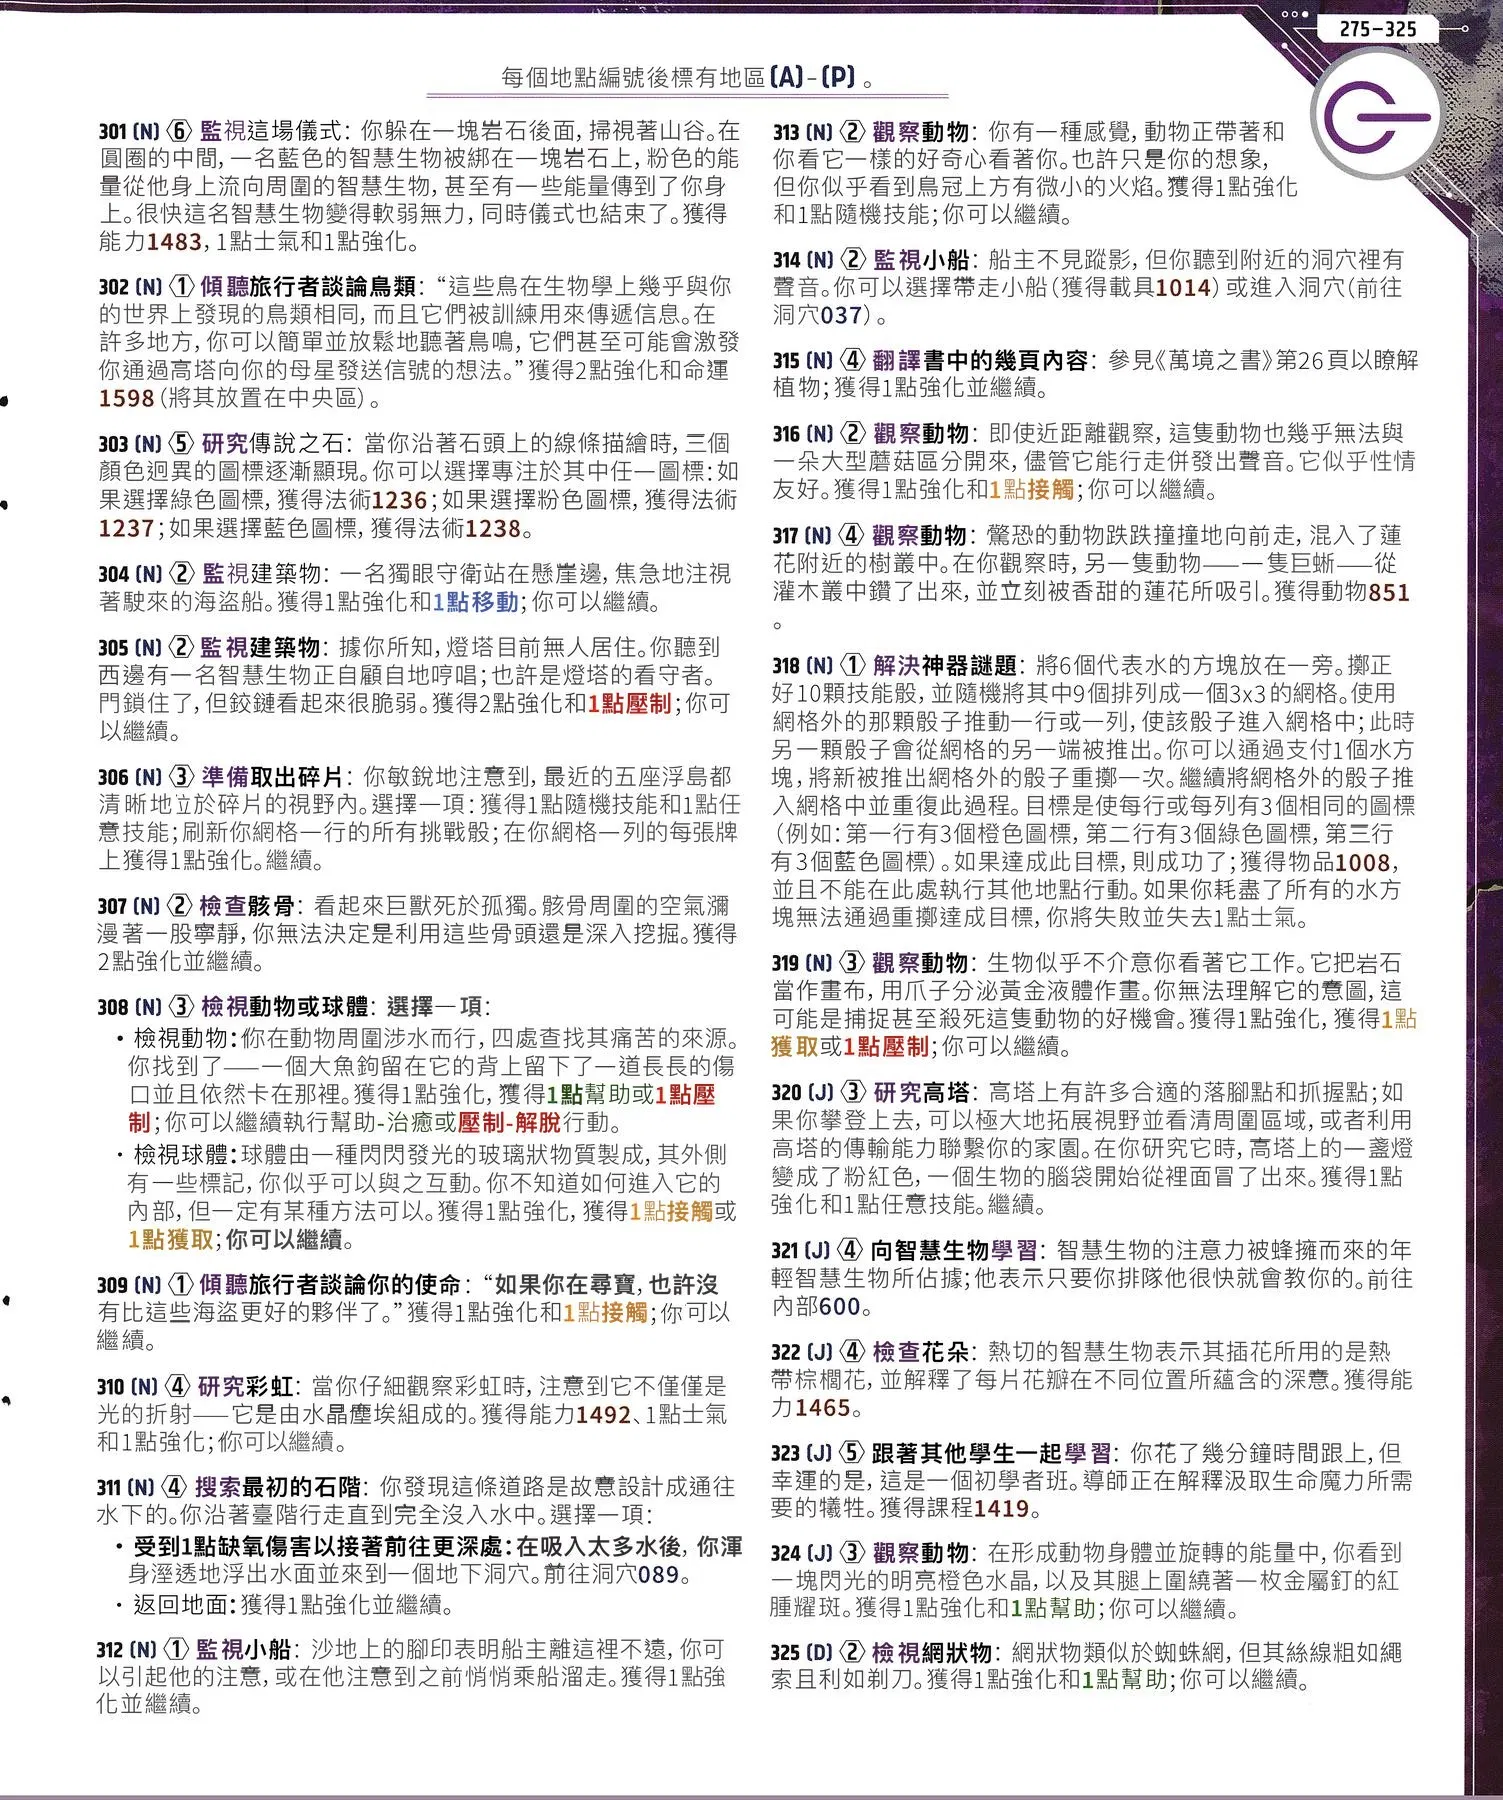 275-325
每個地點編號後標有地區(A)-(P)。
301 (N) 6 監視這場儀式：你躲在一塊岩石後面，掃視著山谷。在
圓圈的中間，一名藍色的智慧生物被綁在一塊岩石上，粉色的能
量從他身上流向周圍的智慧生物，甚至有一些能量傳到了你身
上。很快這名智慧生物變得軟弱無力，同時儀式也結束了。獲得
能力1483，1點士氣和1點強化。
302 (N) 1 傾聽旅行者談論鳥類：“這些鳥在生物學上幾乎與你
的世界上發現的鳥類相同，而且它們被訓練用來傳遞信息。在
許多地方，你可以簡單並放鬆地聽著鳥鳴，它們甚至可能會激發
你通過高塔向你的母星發送信號的想法。”獲得2點強化和命運
1598（將其放置在中央區）。
303 (N) 5 研究傳說之石：當你沿著石頭上的線條描繪時，三個
顏色迥異的圖標逐漸顯現。你可以選擇專注於其中任一圖標：如
果選擇綠色圖標，獲得法術1236；如果選擇粉色圖標，獲得法術
1237；如果選擇藍色圖標，獲得法術1238。
304 (N) 2 監視建築物：一名獨眼守衛站在懸崖邊，焦急地注視
著駛來的海盜船。獲得1點強化和1點移動；你可以繼續。
305 (N) 2 監視建築物：據你所知，燈塔目前無人居住。你聽到
西邊有一名智慧生物正自顧自地哼唱；也許是燈塔的看守者。
門鎖住了，但鉸鏈看起來很脆弱。獲得2點強化和1點壓制；你可
以繼續。
306 (N) 3 準備取出碎片：你敏銳地注意到，最近的五座浮島都
清晰地立於碎片的視野內。選擇一項：獲得1點隨機技能和1點任
意技能；刷新你網格一行的所有挑戰骰；在你網格一列的每張牌
上獲得1點強化。繼續。
307 (N) 2 檢查骸骨：看起來巨獸死於孤獨。骸骨周圍的空氣瀰
漫著一股寧靜，你無法決定是利用這些骨頭還是深入挖掘。獲得
2點強化並繼續。
308 (N) 3 檢視動物或球體：選擇一項：
・檢視動物：你在動物周圍涉水而行，四處查找其痛苦的來源。
你找到了——一個大魚鉤留在它的背上留下了一道長長的傷
口並且依然卡在那裡。獲得1點強化，獲得1點幫助或1點壓
制；你可以繼續執行幫助-治癒或壓制-解脫行動。
・檢視球體：球體由一種閃閃發光的玻璃狀物質製成，其外側
有一些標記，你似乎可以與之互動。你不知道如何進入它的
內部，但一定有某種方法可以。獲得1點強化，獲得1點接觸或
1點獲取；你可以繼續。
309 (N) 1 傾聽旅行者談論你的使命：“如果你在尋寶，也許沒
有比這些海盜更好的夥伴了。”獲得1點強化和1點接觸；你可以
繼續。
310 (N) 4 研究彩虹：當你仔細觀察彩虹時，注意到它不僅僅是
光的折射——它是由水晶塵埃組成的。獲得能力1492、1點士氣
和1點強化；你可以繼續。
311 (N) 4 搜索最初的石階：你發現這條道路是故意設計成通往
水下的。你沿著臺階行走直到完全沒入水中。選擇一項：
・受到1點缺氧傷害以接著前往更深處：在吸入太多水後，你渾
身溼透地浮出水面並來到一個地下洞穴。前往洞穴089。
・返回地面：獲得1點強化並繼續。
312 (N) 1 監視小船：沙地上的腳印表明船主離這裡不遠，你可
以引起他的注意，或在他注意到之前悄悄乘船溜走。獲得1點強
化並繼續。
313 (N) 2 觀察動物：你有一種感覺，動物正帶著和
你看它一樣的好奇心看著你。也許只是你的想象，
但你似乎看到鳥冠上方有微小的火焰。獲得1點強化
和1點隨機技能；你可以繼續。
314 (N) 2 監視小船：船主不見蹤影，但你聽到附近的洞穴裡有
聲音。你可以選擇帶走小船（獲得載具1014）或進入洞穴（前往
洞穴037）。
315 (N) 4 翻譯書中的幾頁內容：參見《萬境之書》第26頁以瞭解
植物；獲得1點強化並繼續。
316 (N) 2 觀察動物：即使近距離觀察，這隻動物也幾乎無法與
一朵大型蘑菇區分開來，儘管它能行走併發出聲音。它似乎性情
友好。獲得1點強化和1點接觸；你可以繼續。
317 (N) 4 觀察動物：驚恐的動物跌跌撞撞地向前走，混入了蓮
花附近的樹叢中。在你觀察時，另一隻動物——一隻巨蜥——從
灌木叢中鑽了出來，並立刻被香甜的蓮花所吸引。獲得動物851
。
318 (N) 1 解決神器謎題：將6個代表水的方塊放在一旁。擲正
好10顆技能骰，並隨機將其中9個排列成一個3x3的網格。使用
網格外的那顆骰子推動一行或一列，使該骰子進入網格中；此時
另一顆骰子會從網格的另一端被推出。你可以通過支付1個水方
塊，將新被推出網格外的骰子重擲一次。繼續將網格外的骰子推
入網格中並重復此過程。目標是使每行或每列有3個相同的圖標
（例如：第一行有3個橙色圖標，第二行有3個綠色圖標，第三行
有3個藍色圖標）。如果達成此目標，則成功了；獲得物品1008，
並且不能在此處執行其他地點行動。如果你耗盡了所有的水方
塊無法通過重擲達成目標，你將失敗並失去1點士氣。
319 (N) 3 觀察動物：生物似乎不介意你看著它工作。它把岩石
當作畫布，用爪子分泌黃金液體作畫。你無法理解它的意圖，這
可能是捕捉甚至殺死這隻動物的好機會。獲得1點強化，獲得1點
獲取或1點壓制；你可以繼續。
320 (J) 3 研究高塔：高塔上有許多合適的落腳點和抓握點；如
果你攀登上去，可以極大地拓展視野並看清周圍區域，或者利用
高塔的傳輸能力聯繫你的家園。在你研究它時，高塔上的一盞燈
變成了粉紅色，一個生物的腦袋開始從裡面冒了出來。獲得1點
強化和1點任意技能。繼續。
321 (J) 4 向智慧生物學習：智慧生物的注意力被蜂擁而來的年
輕智慧生物所佔據；他表示只要你排隊他很快就會教你的。前往
內部600。
322 (J) 4 檢查花朵：熱切的智慧生物表示其插花所用的是熱
帶棕櫚花，並解釋了每片花瓣在不同位置所蘊含的深意。獲得能
力1465。
323 (J) 5 跟著其他學生一起學習：你花了幾分鐘時間跟上，但
幸運的是，這是一個初學者班。導師正在解釋汲取生命魔力所需
要的犧牲。獲得課程1419。
324 (J) 3 觀察動物：在形成動物身體並旋轉的能量中，你看到
一塊閃光的明亮橙色水晶，以及其腿上圍繞著一枚金屬釘的紅
腫耀斑。獲得1點強化和1點幫助；你可以繼續。
325 (D) 2 檢視網狀物：網狀物類似於蜘蛛網，但其絲線粗如繩
索且利如剃刀。獲得1點強化和1點幫助；你可以繼續。